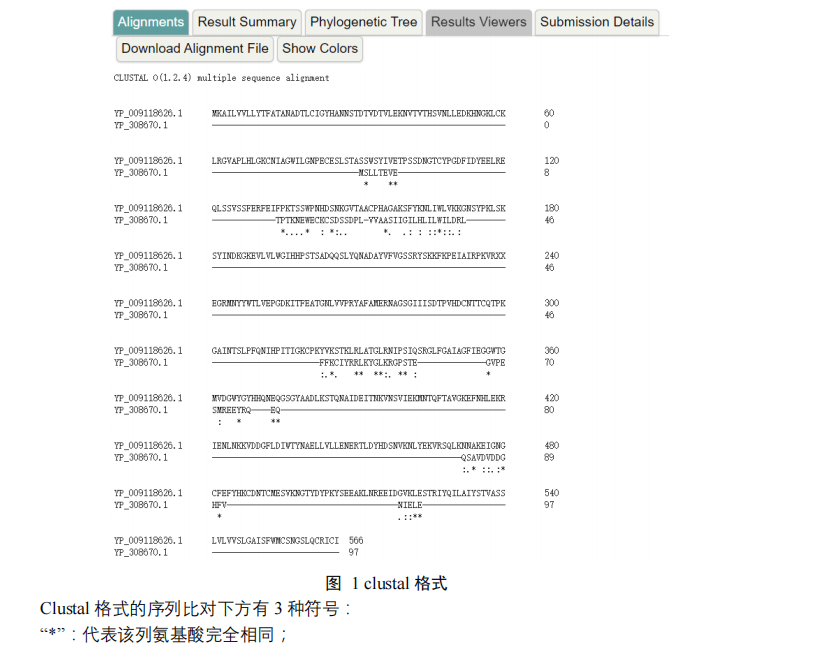 Alignments Result Summary Phylogenetic Tree Results Viewers Submission Details
Download Alignment File Show Colors
CLUSTAL O(1.2.4) multiple sequence alignment
YP_009118626.1 MKAILVVLLYTFATANADTLCIGYHANNSTDTVDTVLEKNVTVTHSVNLLEDKHNGKLCK 60
YP_308670.1 ------------------------------------------------------------ 0
YP_009118626.1 LRGVAPLHLGKCNIAGWILGNPECESLSTASSWSYIVETPSSDNGTCYPGDFIDYEELRE 120
YP_308670.1 ------------------------------MSLLTEVE---------------------- 8
* **
YP_009118626.1 QLSSVSSFERFEIFPKTSSWPNHDSNKGVTAACPHAGAKSFYKNLIWLVKKGNSYPKLSK 180
YP_308670.1 -------------TPTKNEWECKCSDSSDPL-VVAASIIGILHLILWILDRL-------- 46
*....* : *:.. *. .: : ::*::.:
YP_009118626.1 SYINDKGKEVLVLWGIHHPSTSADQQSLYQNADAYVFVGSSRYSKKFKPEIAIRPKVRXX 240
YP_308670.1 ------------------------------------------------------------ 46
YP_009118626.1 EGRMNYYWTLVEPGDKITFEATGNLVVPRYAFAMERNAGSGIIISDTPVHDCNTTCQTPK 300
YP_308670.1 ------------------------------------------------------------ 46
YP_009118626.1 GAINTSLPFQNIHPITIGKCPKYVKSTKLRLATGLRNIPSIQSRGLFGAIAGFIEGGWTG 360
YP_308670.1 ----------------------FFKCIYRRLKYGLKRGPSTE--------------GVPE 70
:.*. ** **:. ** : *
YP_009118626.1 MVDGWYGYHHQNEQGSGYAADLKSTQNAIDEITNKVNSVIEKMNTQFTAVGKEFNHLEKR 420
YP_308670.1 SMREEYRQ----EQ---------------------------------------------- 80
: * **
YP_009118626.1 IENLNKKVDDGFLDIWTYNAELLVLLENERTLDYHDSNVKNLYEKVRSQLKNNAKEIGNG 480
YP_308670.1 ---------------------------------------------------QSAVDVDDG 89
:.* ::.:*
YP_009118626.1 CFEFYHKCDNTCMESVKNGTYDYPKYSEEAKLNREEIDGVKLESTRIYQILAIYSTVASS 540
YP_308670.1 HFV-----------------------------------NIELE----------------- 97
* .::**
YP_009118626.1 LVLVVSLGAISFWMCSNGSLQCRICI 566
YP_308670.1 -------------------------- 97
图 1 clustal 格式
Clustal 格式的序列比对下方有 3 种符号：
“*”：代表该列氨基酸完全相同；